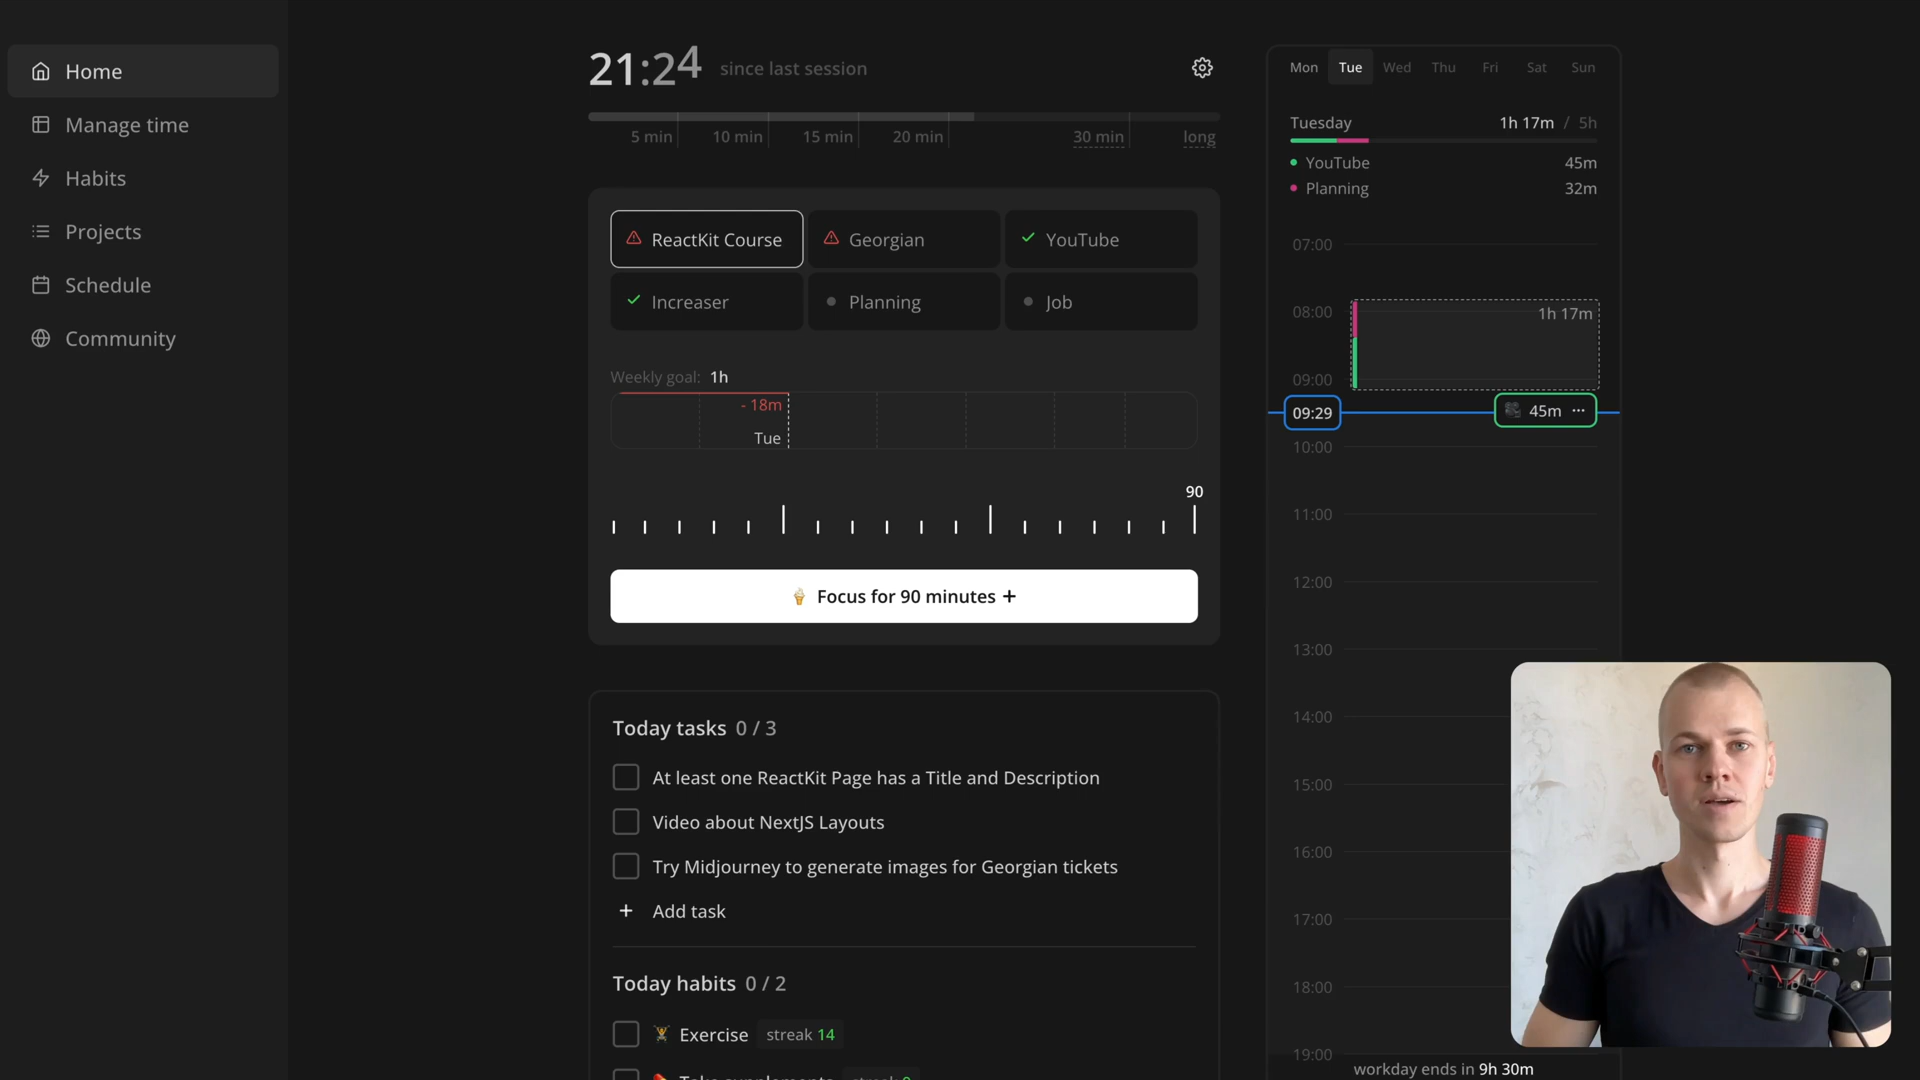 Home
Manage time
Habits
Projects
Schedule
Community
21:24 since last session
5 min 10 min 15 min 20 min 30 min long
ReactKit Course Georgian YouTube
Increaser Planning Job
Weekly goal: 1h
- 18m
Tue
90
Focus for 90 minutes +
Today tasks 0 / 3
At least one ReactKit Page has a Title and Description
Video about NextJS Layouts
Try Midjourney to generate images for Georgian tickets
+ Add task
Today habits 0 / 2
Exercise streak 14
Mon Tue Wed Thu Fri Sat Sun
Tuesday 1h 17m / 5h
YouTube 45m
Planning 32m
07:00
08:00 1h 17m
09:00
09:29 45m ...
10:00
11:00
12:00
13:00
14:00
15:00
16:00
17:00
18:00
19:00
workday ends in 9h 30m